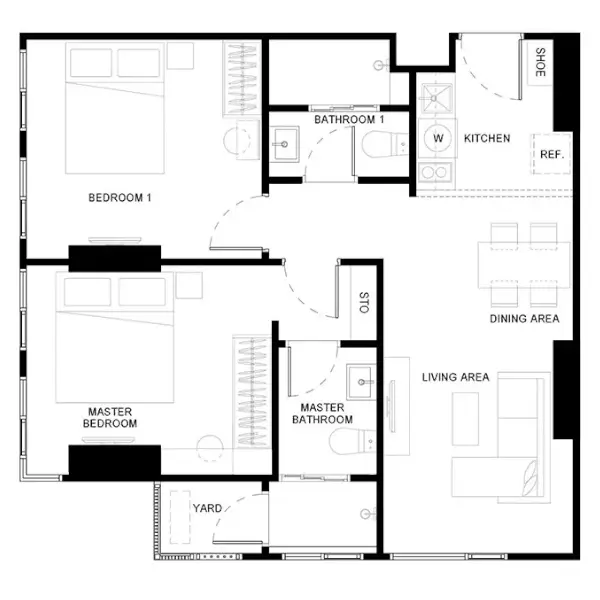 SHOE
BATHROOM 1
W
KITCHEN
REF.
BEDROOM 1
STO
DINING AREA
LIVING AREA
MASTER
BEDROOM
MASTER
BATHROOM
YARD